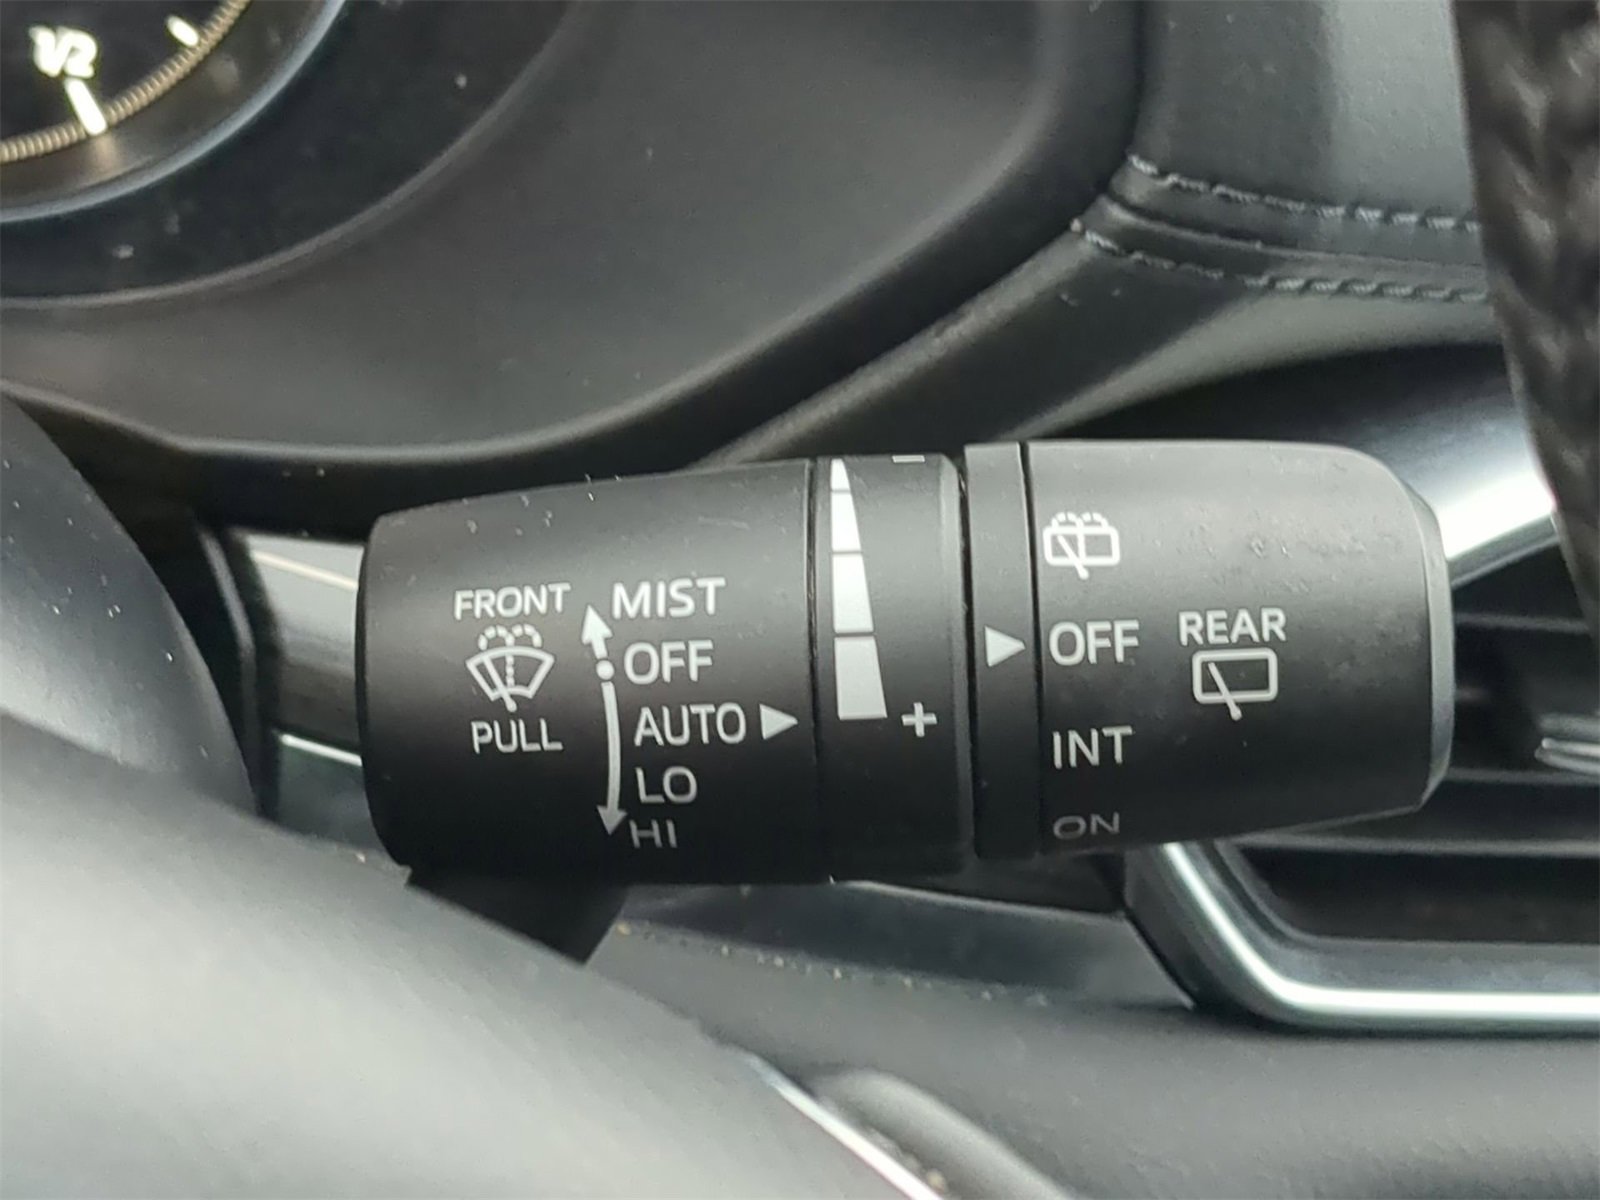 1/2
FRONT
PULL
MIST
OFF
AUTO
LO
HI
-
+
OFF
INT
ON
REAR